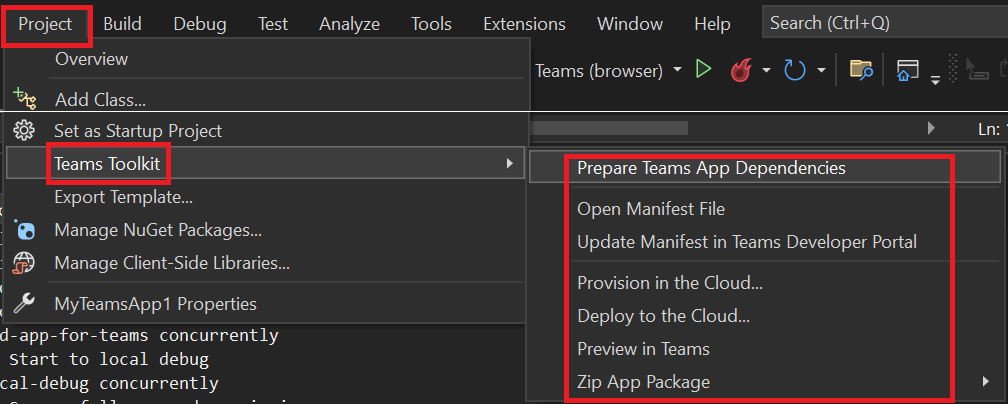 Project Build Debug Test Analyze Tools Extensions Window Help Search (Ctrl+Q)
Overview
Teams (browser)
Add Class...
Set as Startup Project
Ln:
Teams Toolkit
Prepare Teams App Dependencies
Export Template...
Open Manifest File
Manage NuGet Packages...
Update Manifest in Teams Developer Portal
Manage Client-Side Libraries...
Provision in the Cloud...
MyTeamsApp1 Properties
Deploy to the Cloud...
d-app-for-teams concurrently
Start to local debug
Preview in Teams
cal-debug concurrently
Zip App Package